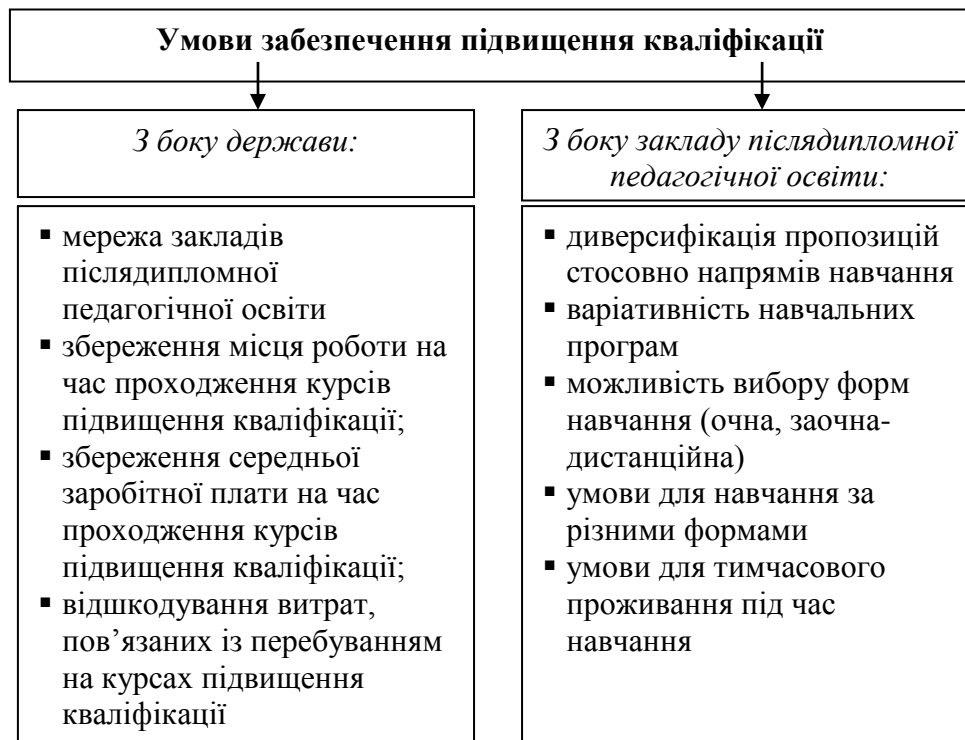 Умови забезпечення підвищення кваліфікації
З боку держави:
▪ мережа закладів
післядипломної
педагогічної освіти
▪ збереження місця роботи на
час проходження курсів
підвищення кваліфікації;
▪ збереження середньої
заробітної плати на час
проходження курсів
підвищення кваліфікації;
▪ відшкодування витрат,
пов’язаних із перебуванням
на курсах підвищення
кваліфікації
З боку закладу післядипломної
педагогічної освіти:
▪ диверсифікація пропозицій
стосовно напрямів навчання
▪ варіативність навчальних
програм
▪ можливість вибору форм
навчання (очна, заочна-
дистанційна)
▪ умови для навчання за
різними формами
▪ умови для тимчасового
проживання під час
навчання